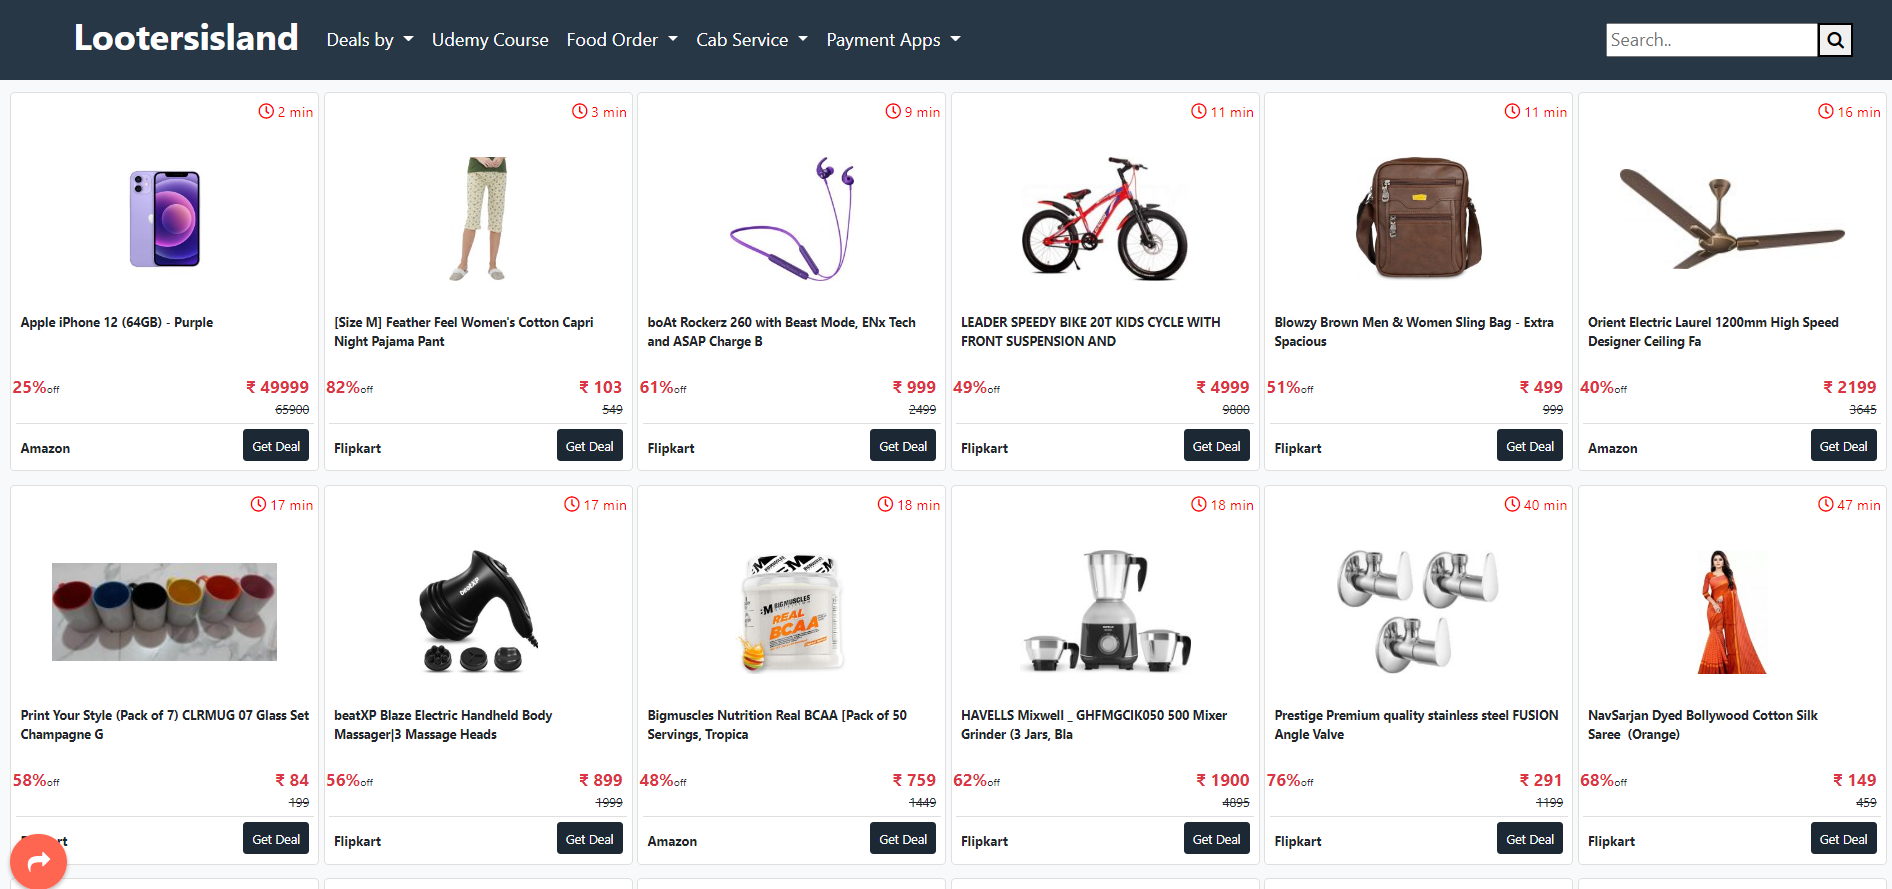 Lootersisland
Deals by
Udemy Course
Food Order
Cab Service
Payment Apps
Search..
2 min
Apple iPhone 12 (64GB) - Purple
25%off
₹ 49999
65900
Amazon
Get Deal
3 min
[Size M] Feather Feel Women's Cotton Capri
Night Pajama Pant
82%off
₹ 103
549
Flipkart
Get Deal
9 min
boAt Rockerz 260 with Beast Mode, ENx Tech
and ASAP Charge B
61%off
₹ 999
2499
Flipkart
Get Deal
11 min
LEADER SPEEDY BIKE 20T KIDS CYCLE WITH
FRONT SUSPENSION AND
49%off
₹ 4999
9800
Flipkart
Get Deal
11 min
Blowzy Brown Men & Women Sling Bag - Extra
Spacious
51%off
₹ 499
999
Flipkart
Get Deal
16 min
Orient Electric Laurel 1200mm High Speed
Designer Ceiling Fa
40%off
₹ 2199
3645
Amazon
Get Deal
17 min
Print Your Style (Pack of 7) CLRMUG 07 Glass Set
Champagne G
58%off
₹ 84
199
Get Deal
17 min
beatXP
beatXP Blaze Electric Handheld Body
Massager|3 Massage Heads
56%off
₹ 899
1999
Flipkart
Get Deal
18 min
BIGMUSCLES
REAL
BCAA
Bigmuscles Nutrition Real BCAA [Pack of 50
Servings, Tropica
48%off
₹ 759
1449
Amazon
Get Deal
18 min
HAVELLS Mixwell _ GHFMGCIK050 500 Mixer
Grinder (3 Jars, Bla
62%off
₹ 1900
4895
Flipkart
Get Deal
40 min
Prestige Premium quality stainless steel FUSION
Angle Valve
76%off
₹ 291
1199
Flipkart
Get Deal
47 min
NavSarjan Dyed Bollywood Cotton Silk
Saree  (Orange)
68%off
₹ 149
459
Flipkart
Get Deal